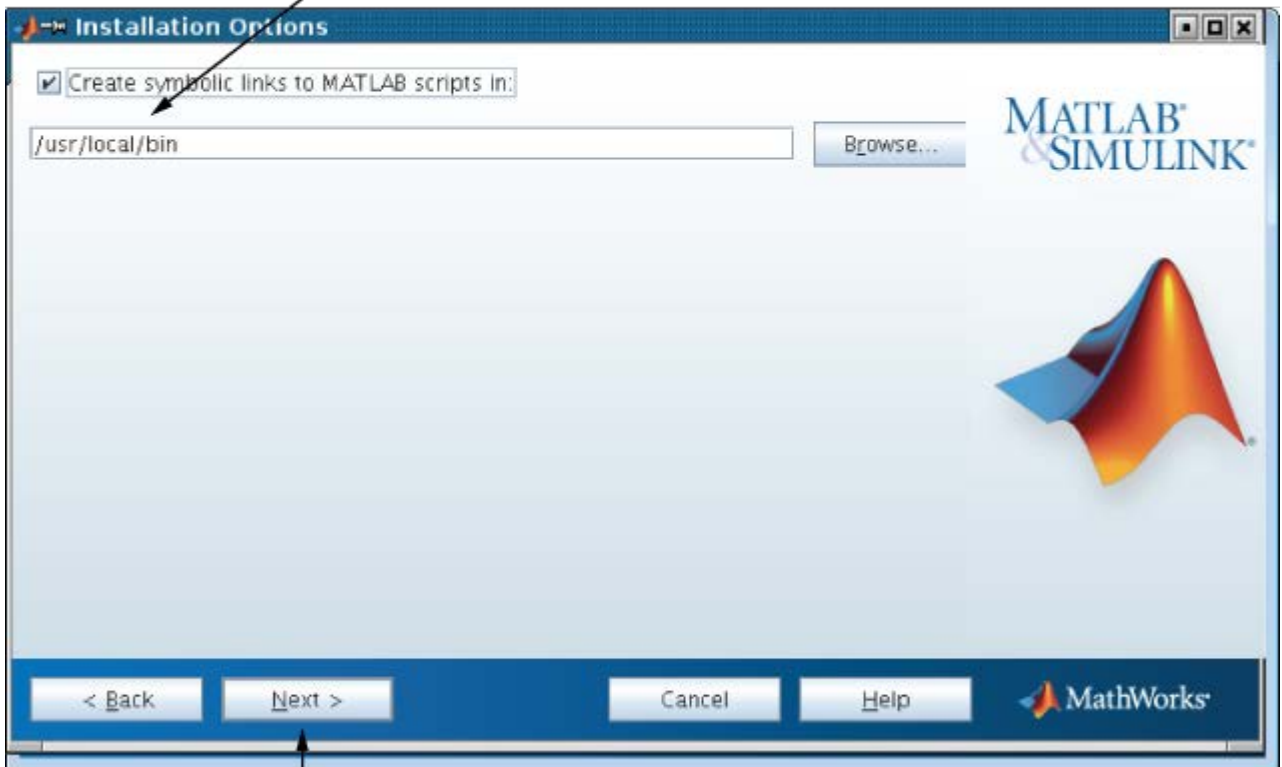 Installation Options
Create symbolic links to MATLAB scripts in:
/usr/local/bin
Browse...
MATLAB®
&SIMULINK®
< Back
Next >
Cancel
Help
MathWorks®